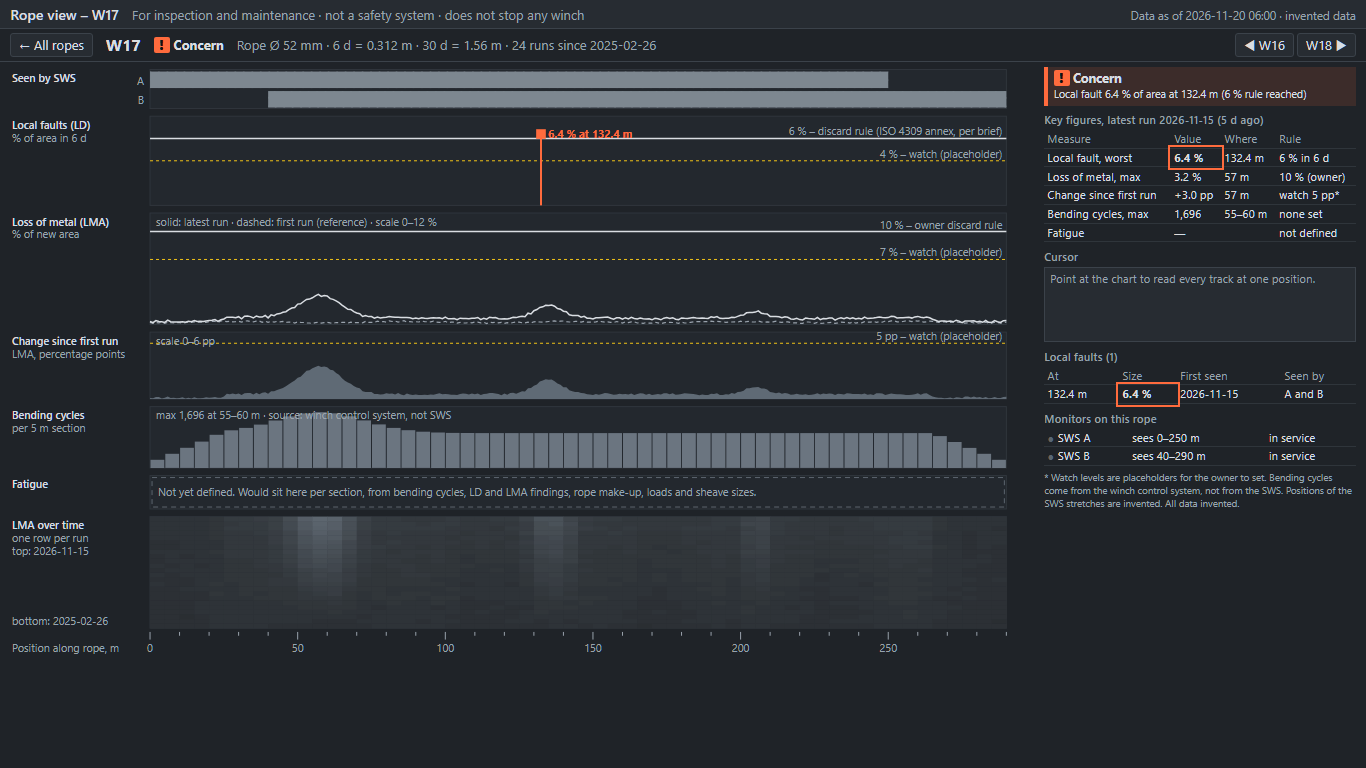 Rope view – W17 For inspection and maintenance · not a safety system · does not stop any winch Data as of 2026-11-20 06:00 · invented data
← All ropes W17 ! Concern Rope Ø 52 mm · 6 d = 0.312 m · 30 d = 1.56 m · 24 runs since 2025-02-26 ◀ W16 W18 ▶
Seen by SWS
A
B
Local faults (LD)
% of area in 6 d
6.4 % at 132.4 m
6 % – discard rule (ISO 4309 annex, per brief)
4 % – watch (placeholder)
Loss of metal (LMA)
% of new area
solid: latest run · dashed: first run (reference) · scale 0–12 %
10 % – owner discard rule
7 % – watch (placeholder)
Change since first run
LMA, percentage points
scale 0–6 pp
5 pp – watch (placeholder)
Bending cycles
per 5 m section
max 1,696 at 55–60 m · source: winch control system, not SWS
Fatigue
Not yet defined. Would sit here per section, from bending cycles, LD and LMA findings, rope make-up, loads and sheave sizes.
LMA over time
one row per run
top: 2026-11-15
bottom: 2025-02-26
Position along rope, m 0 50 100 150 200 250
! Concern
Local fault 6.4 % of area at 132.4 m (6 % rule reached)
Key figures, latest run 2026-11-15 (5 d ago)
Measure Value Where Rule
Local fault, worst 6.4 % 132.4 m 6 % in 6 d
Loss of metal, max 3.2 % 57 m 10 % (owner)
Change since first run +3.0 pp 57 m watch 5 pp*
Bending cycles, max 1,696 55–60 m none set
Fatigue — not defined
Cursor
Point at the chart to read every track at one position.
Local faults (1)
At Size First seen Seen by
132.4 m 6.4 % 2026-11-15 A and B
Monitors on this rope
SWS A sees 0–250 m in service
SWS B sees 40–290 m in service
* Watch levels are placeholders for the owner to set. Bending cycles
come from the winch control system, not from the SWS. Positions of the
SWS stretches are invented. All data invented.